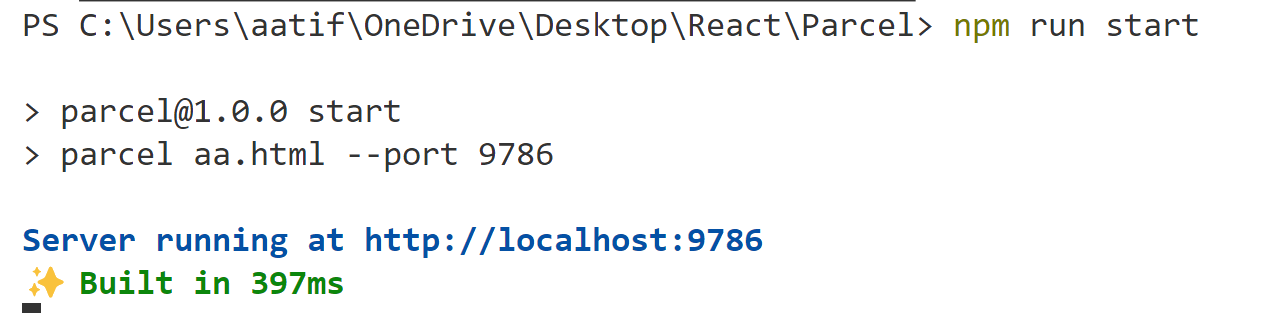 PS C:\Users\aatif\OneDrive\Desktop\React\Parcel> npm run start
> parcel@1.0.0 start
> parcel aa.html --port 9786
Server running at http://localhost:9786
✨ Built in 397ms